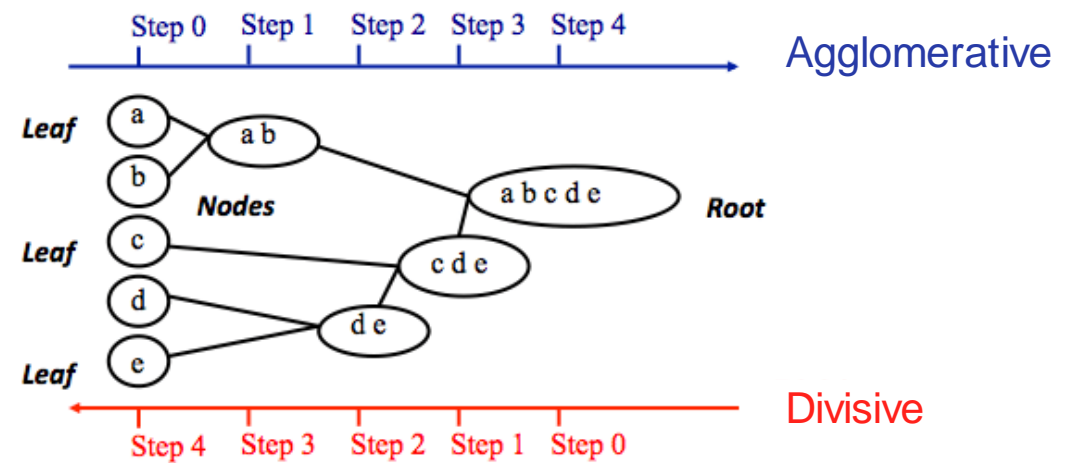 Step 0 Step 1 Step 2 Step 3 Step 4
Agglomerative
a
Leaf
a b
b
a b c d e
Nodes
Root
c
Leaf
c d e
d
d e
e
Leaf
Divisive
Step 4 Step 3 Step 2 Step 1 Step 0